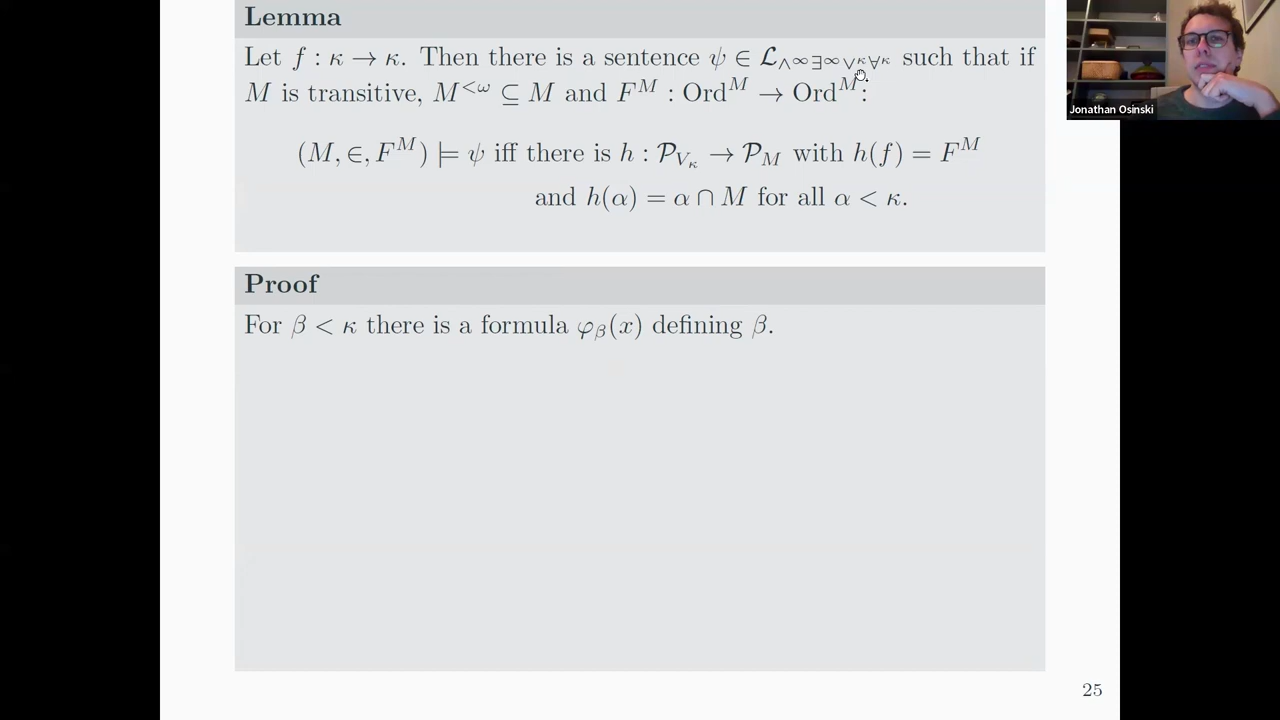 Lemma
Let f : κ → κ. Then there is a sentence ψ ∈ ℒ_{∧^∞∃^∞∨^κ∀^κ} such that if
M is transitive, M^{<ω} ⊆ M and F^M : Ord^M → Ord^M:
(M, ∈, F^M) ⊨ ψ iff there is h : 𝒫_{V_κ} → 𝒫_M with h(f) = F^M
and h(α) = α ∩ M for all α < κ.
Proof
For β < κ there is a formula φ_β(x) defining β.
25
Jonathan Osinski